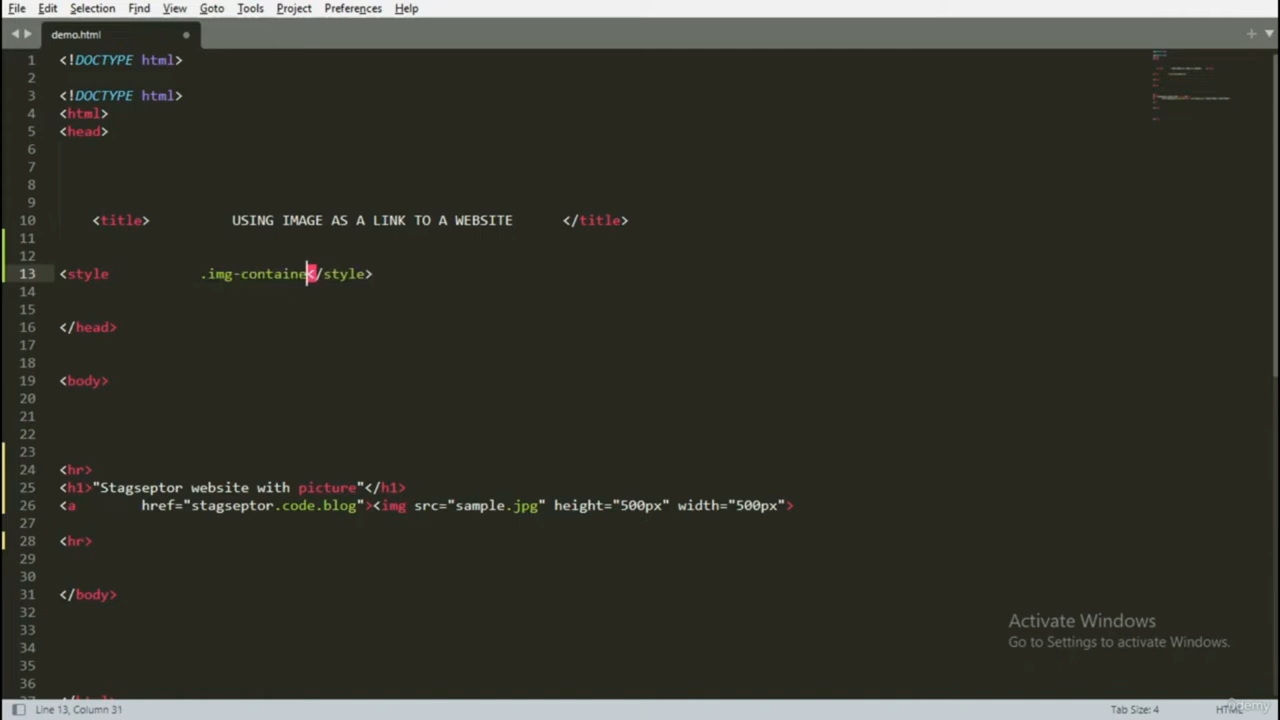 File Edit Selection Find View Goto Tools Project Preferences Help
demo.html
1 <!DOCTYPE html>
2
3 <!DOCTYPE html>
4 <html>
5 <head>
6
7
8
9
10 <title> USING IMAGE AS A LINK TO A WEBSITE </title>
11
12
13 <style .img-containe</style>
14
15
16 </head>
17
18
19 <body>
20
21
22
23
24 <hr>
25 <h1>"Stagseptor website with picture"</h1>
26 <a href="stagseptor.code.blog"><img src="sample.jpg" height="500px" width="500px">
27
28 <hr>
29
30
31 </body>
32
33
34
35
36
Activate Windows
Go to Settings to activate Windows.
Line 13, Column 31 Tab Size: 4 HTML
udemy